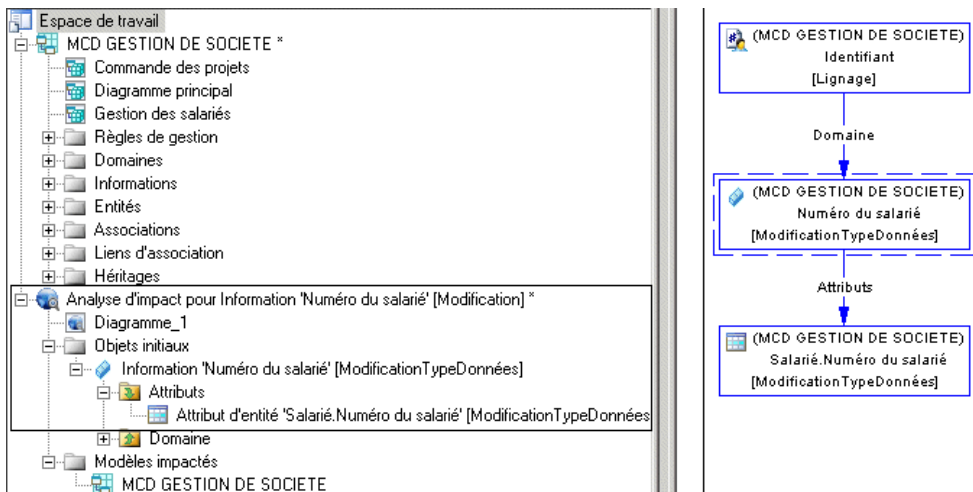 Espace de travail
MCD GESTION DE SOCIETE *
Commande des projets
Diagramme principal
Gestion des salariés
Règles de gestion
Domaines
Informations
Entités
Associations
Liens d'association
Héritages
Analyse d'impact pour Information 'Numéro du salarié' [Modification] *
Diagramme_1
Objets initiaux
Information 'Numéro du salarié' [ModificationTypeDonnées]
Attributs
Attribut d'entité 'Salarié.Numéro du salarié' [ModificationTypeDonnées
Domaine
Modèles impactés
MCD GESTION DE SOCIETE
(MCD GESTION DE SOCIETE)
Identifiant
[Lignage]
Domaine
(MCD GESTION DE SOCIETE)
Numéro du salarié
[ModificationTypeDonnées]
Attributs
(MCD GESTION DE SOCIETE)
Salarié.Numéro du salarié
[ModificationTypeDonnées]